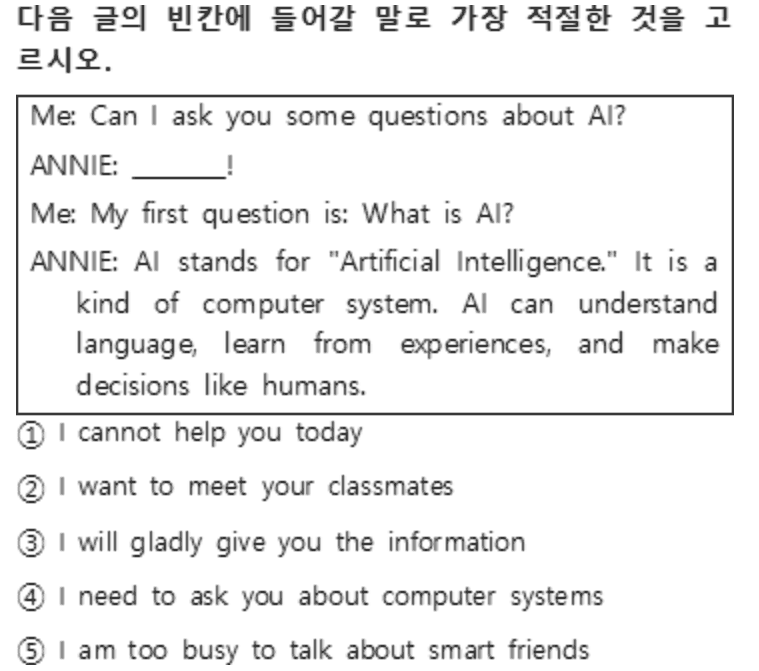 다음 글의 빈칸에 들어갈 말로 가장 적절한 것을 고
르시오.
Me: Can I ask you some questions about AI?
ANNIE: _______!
Me: My first question is: What is AI?
ANNIE: AI stands for "Artificial Intelligence." It is a
kind of computer system. AI can understand
language, learn from experiences, and make
decisions like humans.
① I cannot help you today
② I want to meet your classmates
③ I will gladly give you the information
④ I need to ask you about computer systems
⑤ I am too busy to talk about smart friends